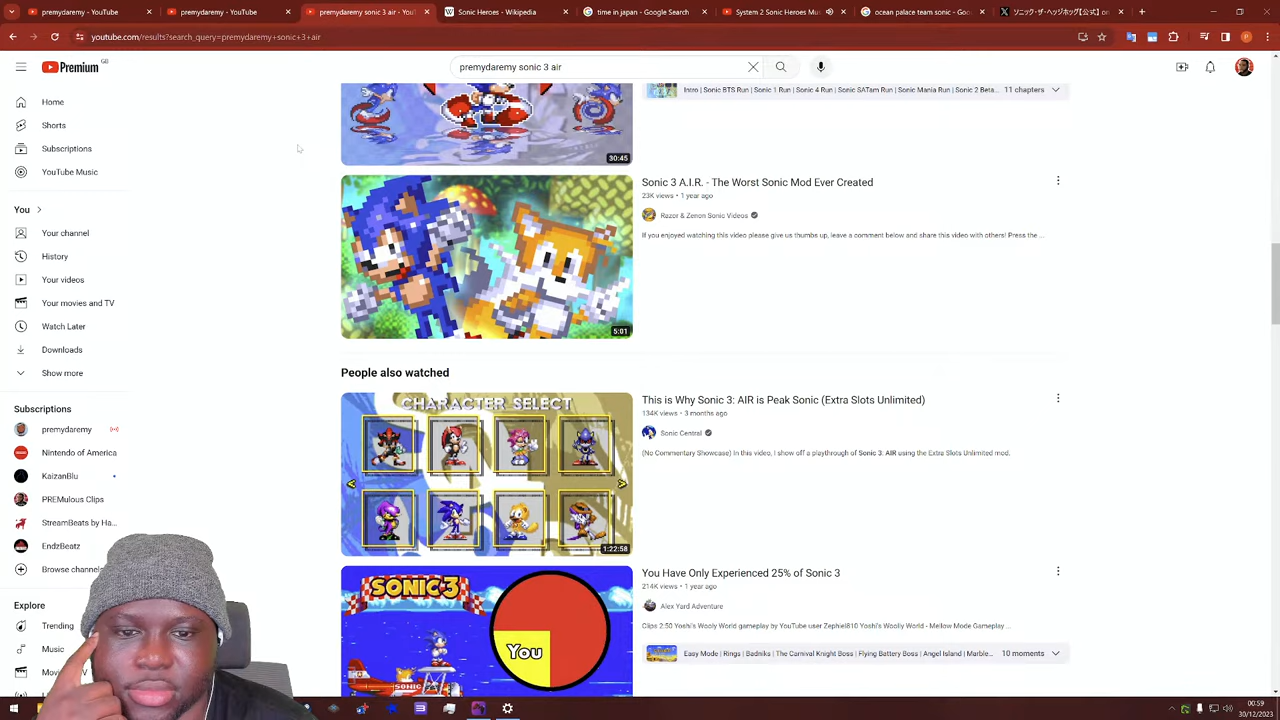 premydaremy - YouTube
premydaremy - YouTube
premydaremy sonic 3 air - YouT
Sonic Heroes - Wikipedia
time in japan - Google Search
System 2 Sonic Heroes Mus
ocean palace team sonic - Goo
ソニック・ザ・ヘッジホッグ【公式】on
youtube.com/results?search_query=premydaremy+sonic+3+air
Premium GB
premydaremy sonic 3 air
Home
Shorts
Subscriptions
YouTube Music
You
Your channel
History
Your videos
Your movies and TV
Watch Later
Downloads
Show more
Subscriptions
premydaremy
Nintendo of America
KaizanBlu
PREMulous Clips
StreamBeats by Ha...
EndzBeatz
Browse channels
Explore
Trending
Music
Intro | Sonic BTS Run | Sonic 1 Run | Sonic 4 Run | Sonic SATam Run | Sonic Mania Run | Sonic 2 Beta...
11 chapters
30:45
Sonic 3 A.I.R. - The Worst Sonic Mod Ever Created
23K views • 1 year ago
Razor & Zenon Sonic Videos
If you enjoyed watching this video please give us thumbs up, leave a comment below and share this video with others! Press the ...
5:01
People also watched
CHARACTER SELECT
1:22:58
This is Why Sonic 3: AIR is Peak Sonic (Extra Slots Unlimited)
134K views • 3 months ago
Sonic Central
(No Commentary Showcase) In this video, I show off a playthrough of Sonic 3: AIR using the Extra Slots Unlimited mod.
SONIC 3
You
SONIC
You Have Only Experienced 25% of Sonic 3
214K views • 1 year ago
Alex Yard Adventure
Clips 2:50 Yoshi's Wooly World gameplay by YouTube user Zephiel810 Yoshi's Woolly World - Mellow Mode Gameplay ...
Easy Mode | Rings | Badniks | The Carnival Knight Boss | Flying Battery Boss | Angel Island | Marble...
10 moments
00:59
30/12/2023